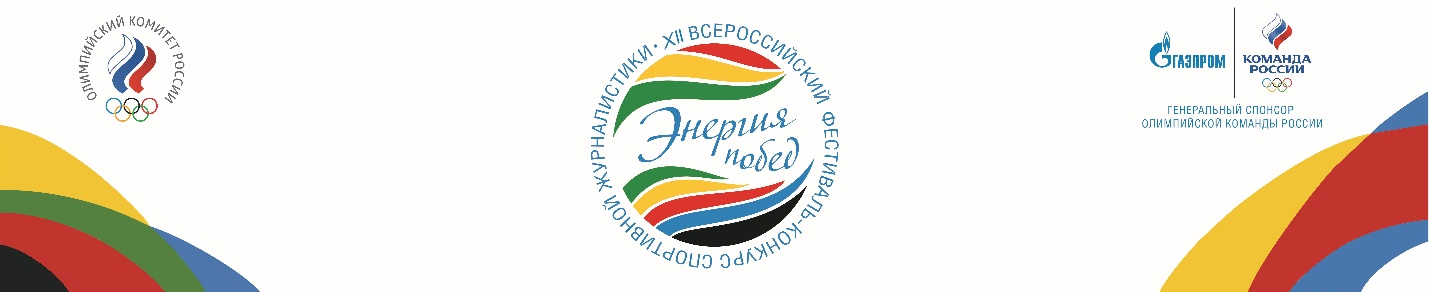 ОЛИМПИЙСКИЙ КОМИТЕТ РОССИИ
XII ВСЕРОССИЙСКИЙ ФЕСТИВАЛЬ-КОНКУРС СПОРТИВНОЙ ЖУРНАЛИСТИКИ •
Энергия
побед
ГАЗПРОМ
КОМАНДА
РОССИИ
ГЕНЕРАЛЬНЫЙ СПОНСОР
ОЛИМПИЙСКОЙ КОМАНДЫ РОССИИ